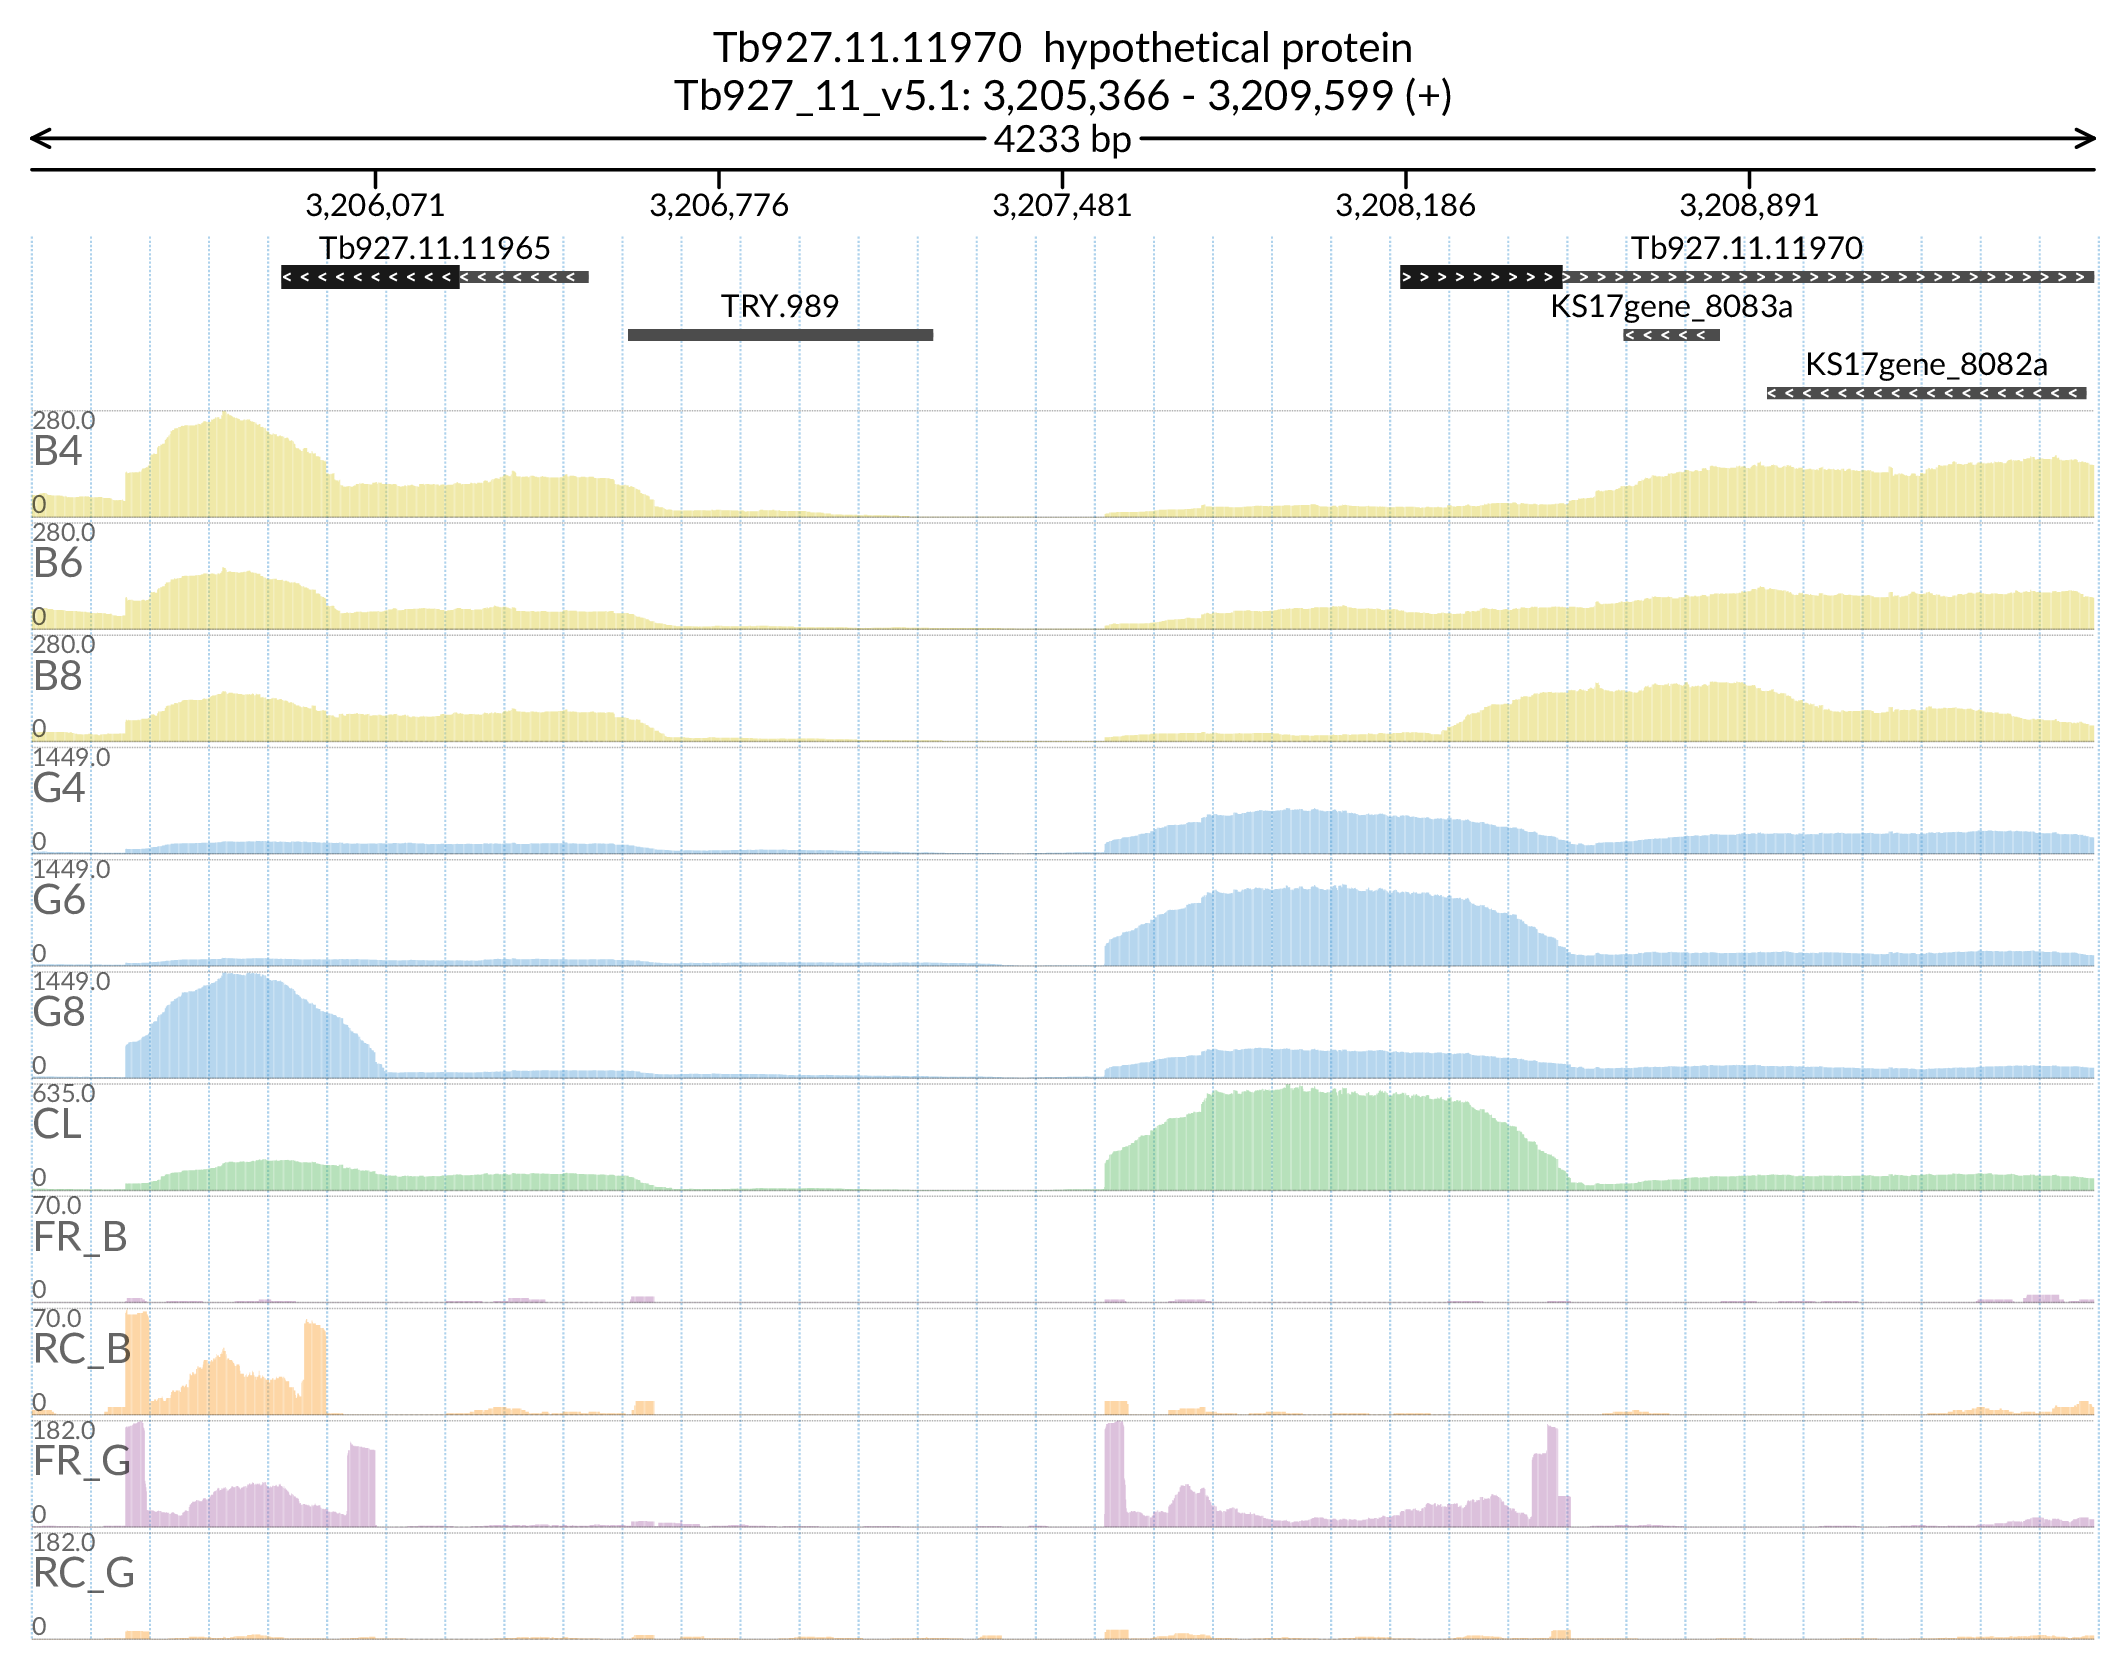 Tb927.11.11970  hypothetical protein
Tb927_11_v5.1: 3,205,366 - 3,209,599 (+)
4233 bp
3,206,071 3,206,776 3,207,481 3,208,186 3,208,891
Tb927.11.11965 Tb927.11.11970
TRY.989 KS17gene_8083a
KS17gene_8082a
280.0
B4
0
280.0
B6
0
280.0
B8
0
1449.0
G4
0
1449.0
G6
0
1449.0
G8
0
635.0
CL
0
70.0
FR_B
0
70.0
RC_B
0
182.0
FR_G
0
182.0
RC_G
0